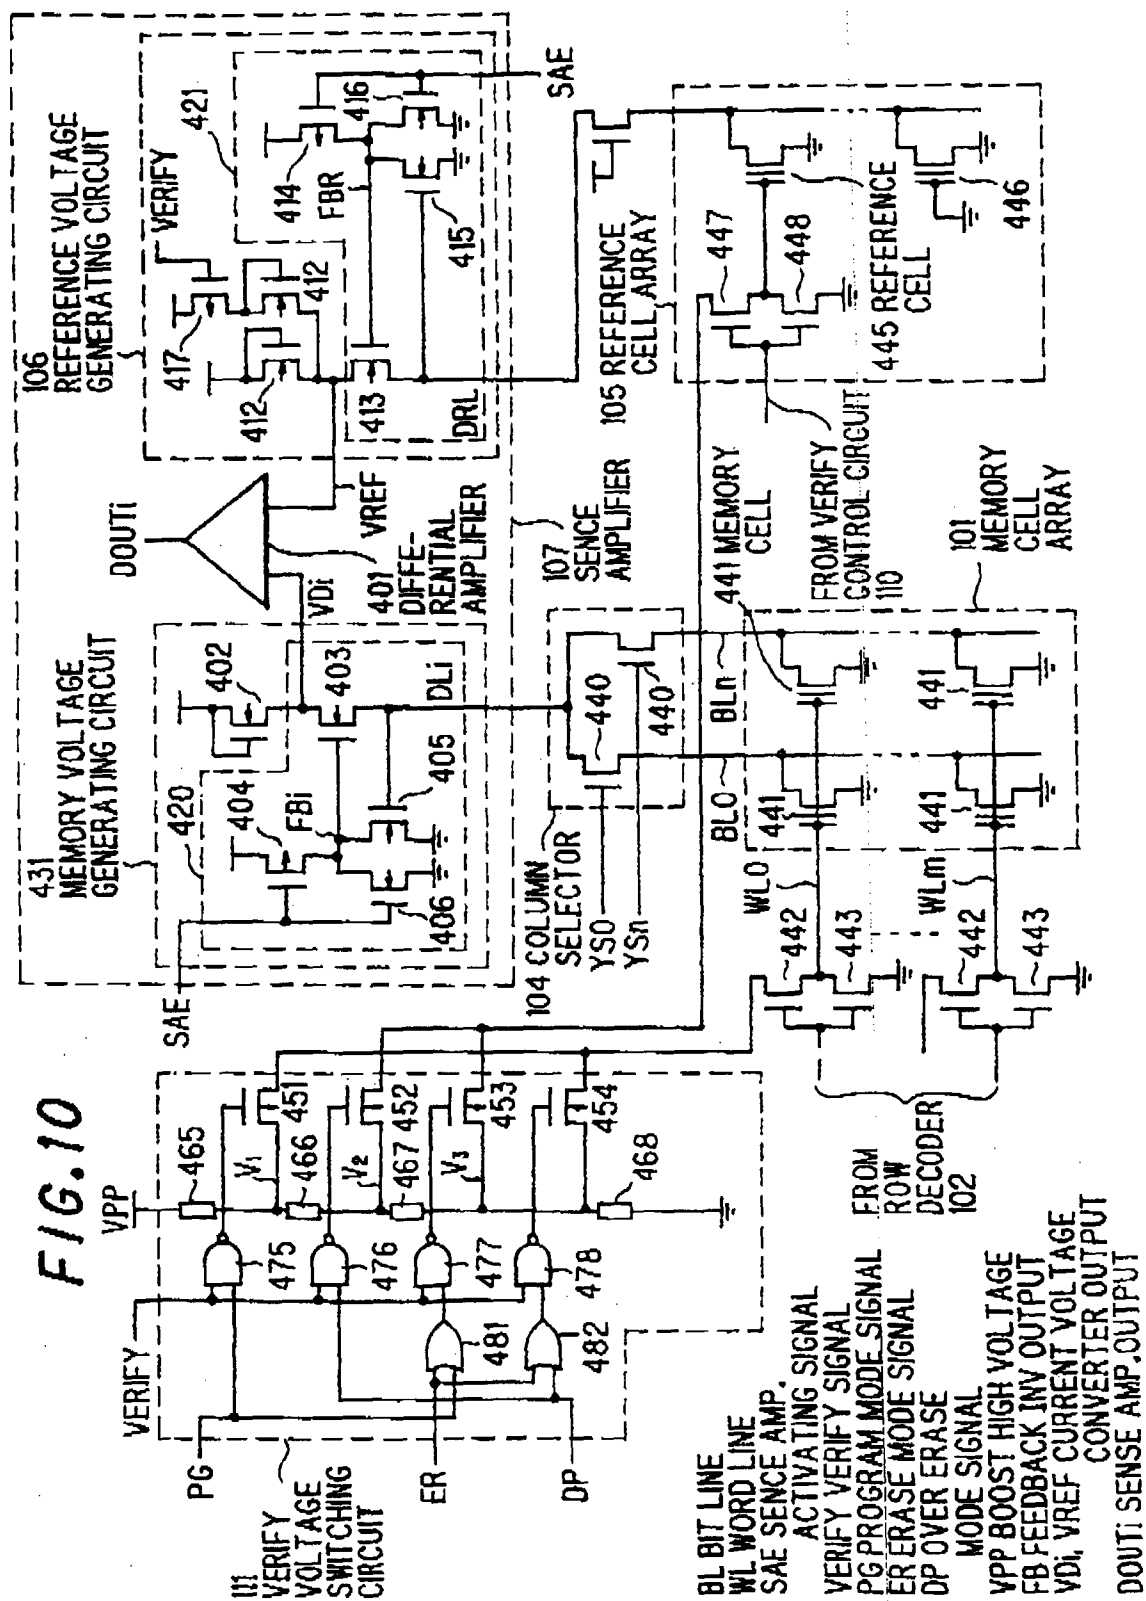 FIG.10
111
VERIFY
VOLTAGE
SWITCHING
CIRCUIT
PG
VERIFY
ER
DP
VPP
465
466
467
468
V1
V2
V3
475
476
477
478
481
482
451
452
453
454
431
MEMORY VOLTAGE
GENERATING CIRCUIT
SAE
420
404
402
403
FBi
405
406
DLi
VDi
401
DIFFE-
RENTIAL
AMPLIFIER
DOUTi
VREF
106
REFERENCE VOLTAGE
GENERATING CIRCUIT
VERIFY
417
412
412
413
DRL
421
414
FBR
416
415
SAE
107
SENCE
AMPLIFIER
104 COLUMN
SELECTOR
YS0
YSn
440
440
BL0
BLn
441 MEMORY
CELL
441
441
441
101
MEMORY
CELL
ARRAY
WL0
WLm
442
443
442
443
FROM
ROW
DECODER
102
105 REFERENCE
CELL ARRAY
FROM VERIFY
CONTROL CIRCUIT
110
447
448
445 REFERENCE
CELL
446
BL BIT LINE
WL WORD LINE
SAE SENCE AMP.
ACTIVATING SIGNAL
VERIFY VERIFY SIGNAL
PG PROGRAM MODE SIGNAL
ER ERASE MODE SIGNAL
DP OVER ERASE
MODE SIGNAL
VPP BOOST HIGH VOLTAGE
FB FEEDBACK INV OUTPUT
VDi, VREF CURRENT VOLTAGE
CONVERTER OUTPUT
DOUTi SENSE AMP. OUTPUT